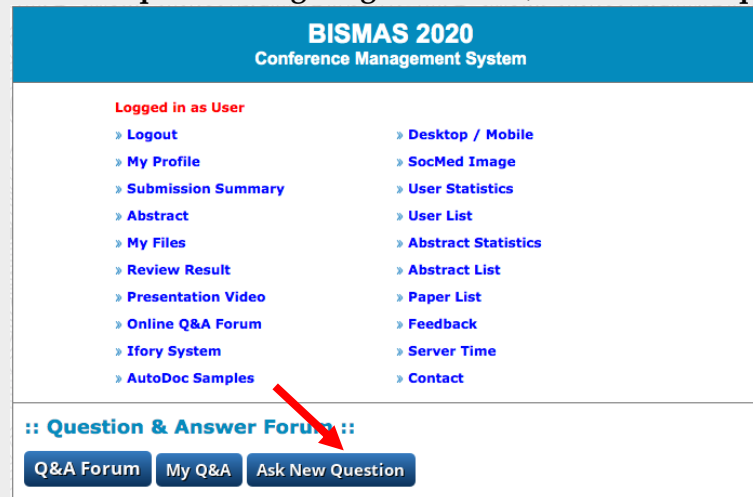 BISMAS 2020
Conference Management System
Logged in as User
» Logout
» My Profile
» Submission Summary
» Abstract
» My Files
» Review Result
» Presentation Video
» Online Q&A Forum
» Ifory System
» AutoDoc Samples
» Desktop / Mobile
» SocMed Image
» User Statistics
» User List
» Abstract Statistics
» Abstract List
» Paper List
» Feedback
» Server Time
» Contact
:: Question & Answer Forum ::
Q&A Forum My Q&A Ask New Question